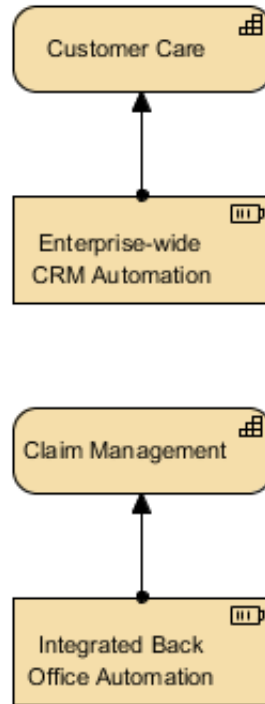 Customer Care
Enterprise-wide
CRM Automation
Claim Management
Integrated Back
Office Automation